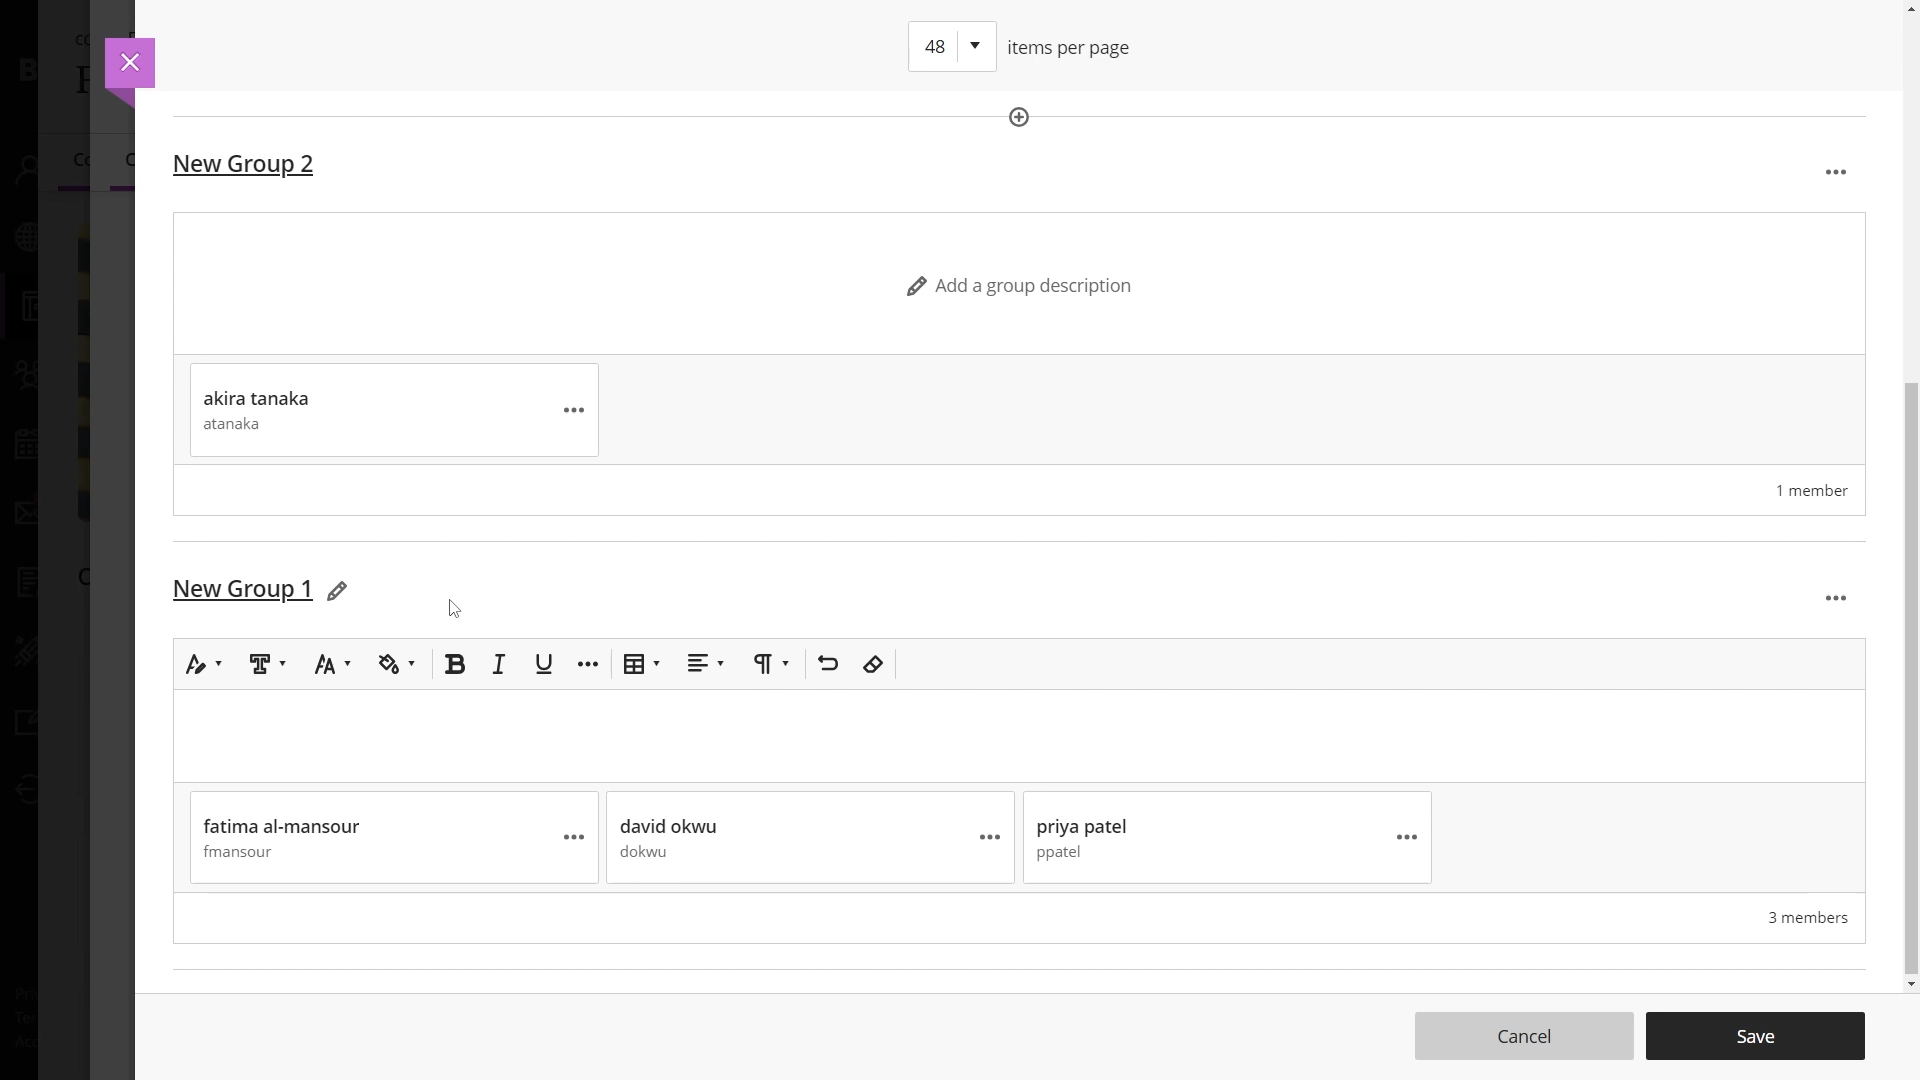 48 items per page
New Group 2
Add a group description
akira tanaka
atanaka
1 member
New Group 1
fatima al-mansour
fmansour
david okwu
dokwu
priya patel
ppatel
3 members
Cancel
Save